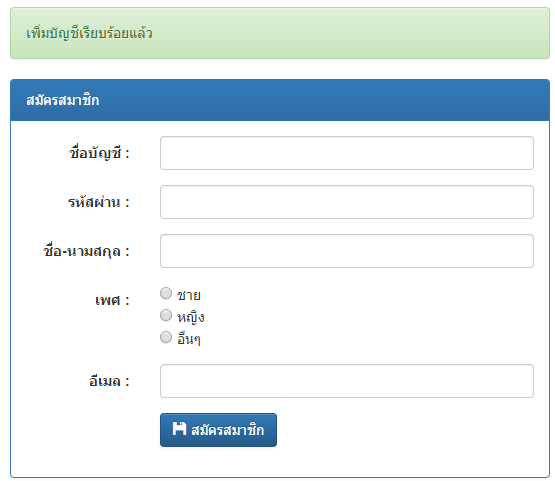 เพิ่มบัญชีเรียบร้อยแล้ว
สมัครสมาชิก
ชื่อบัญชี :
รหัสผ่าน :
ชื่อ-นามสกุล :
เพศ :
ชาย
หญิง
อื่นๆ
อีเมล :
สมัครสมาชิก